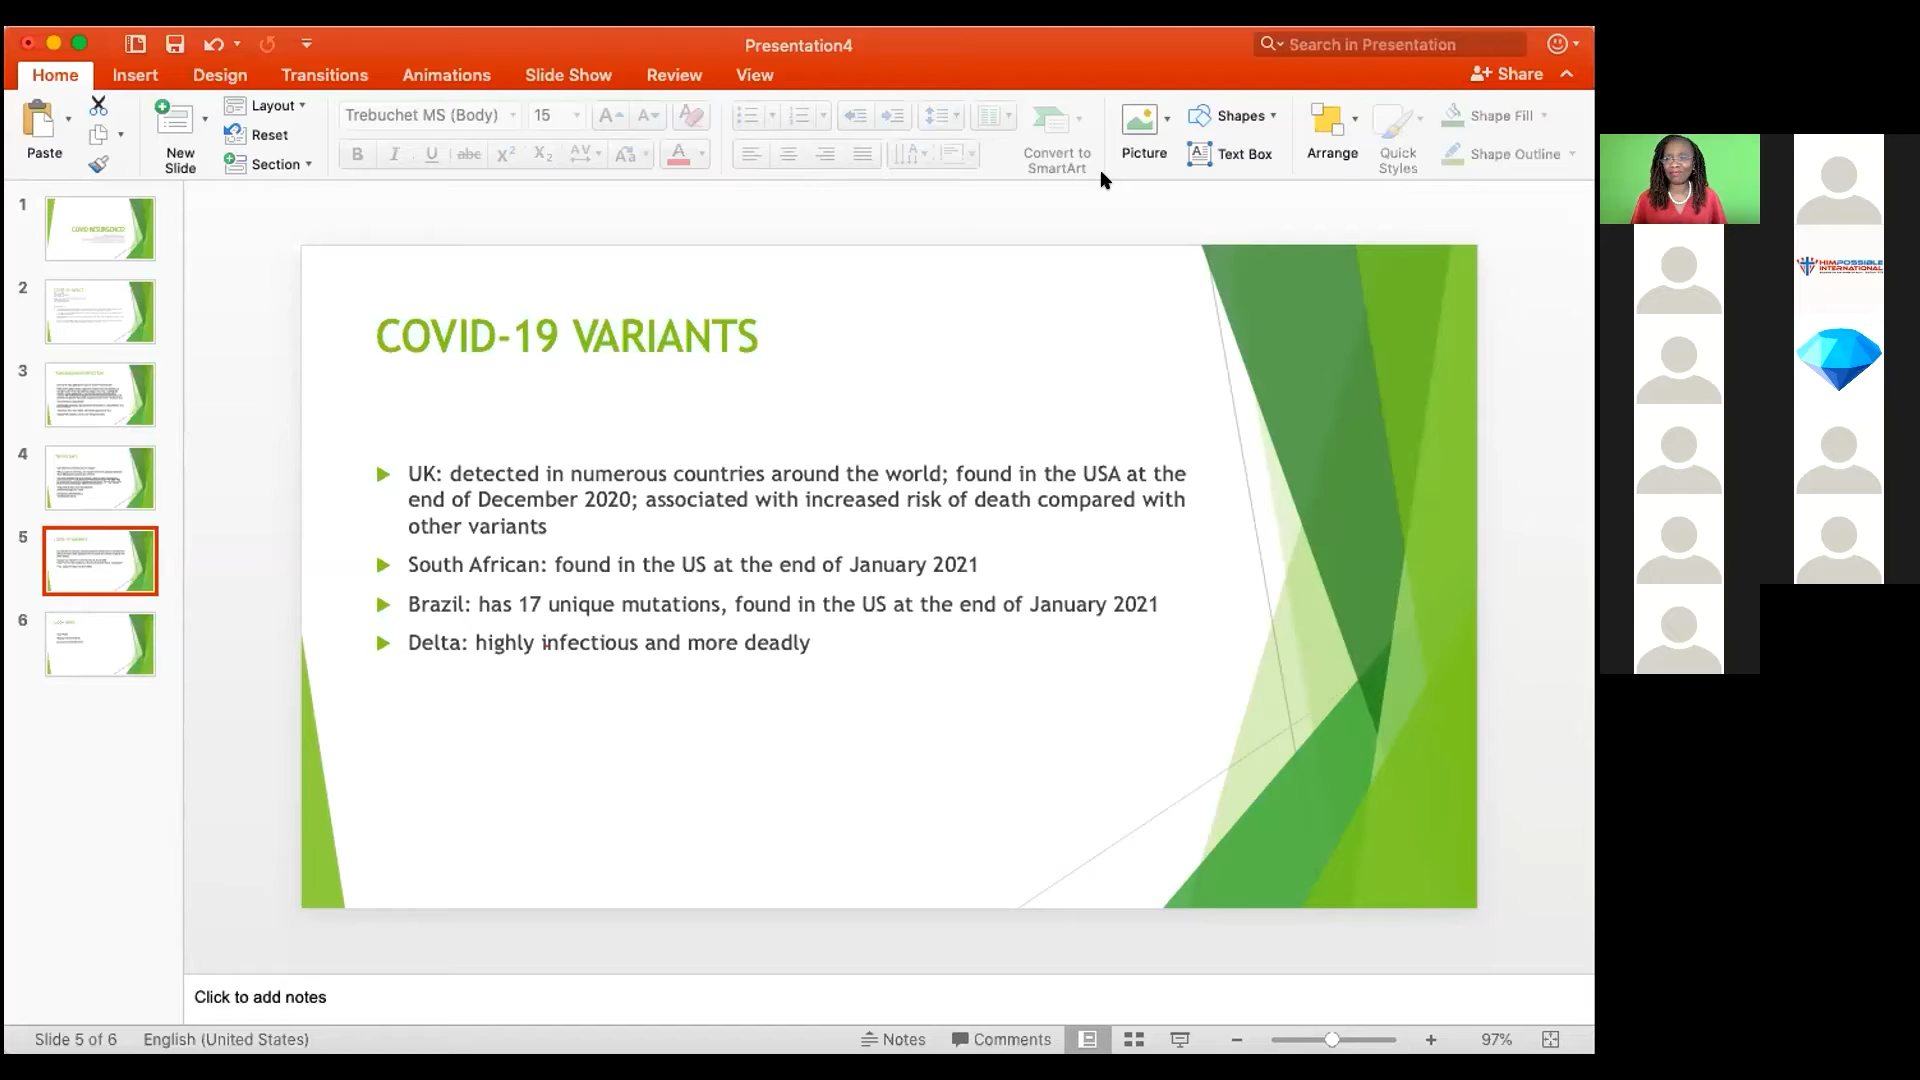 Presentation4
Search in Presentation
Home Insert Design Transitions Animations Slide Show Review View
Share
Paste
New
Slide
Layout
Reset
Section
Trebuchet MS (Body) 15
B I U abc X² X₂ AV Aa A
Convert to
SmartArt
Picture
Shapes
Text Box
Arrange
Quick
Styles
Shape Fill
Shape Outline
1
2
3
4
5
6
COVID-19 VARIANTS
UK: detected in numerous countries around the world; found in the USA at the
end of December 2020; associated with increased risk of death compared with
other variants
South African: found in the US at the end of January 2021
Brazil: has 17 unique mutations, found in the US at the end of January 2021
Delta: highly infectious and more deadly
HIMPOSSIBLE
INTERNATIONAL
Click to add notes
Slide 5 of 6 English (United States) Notes Comments 97%